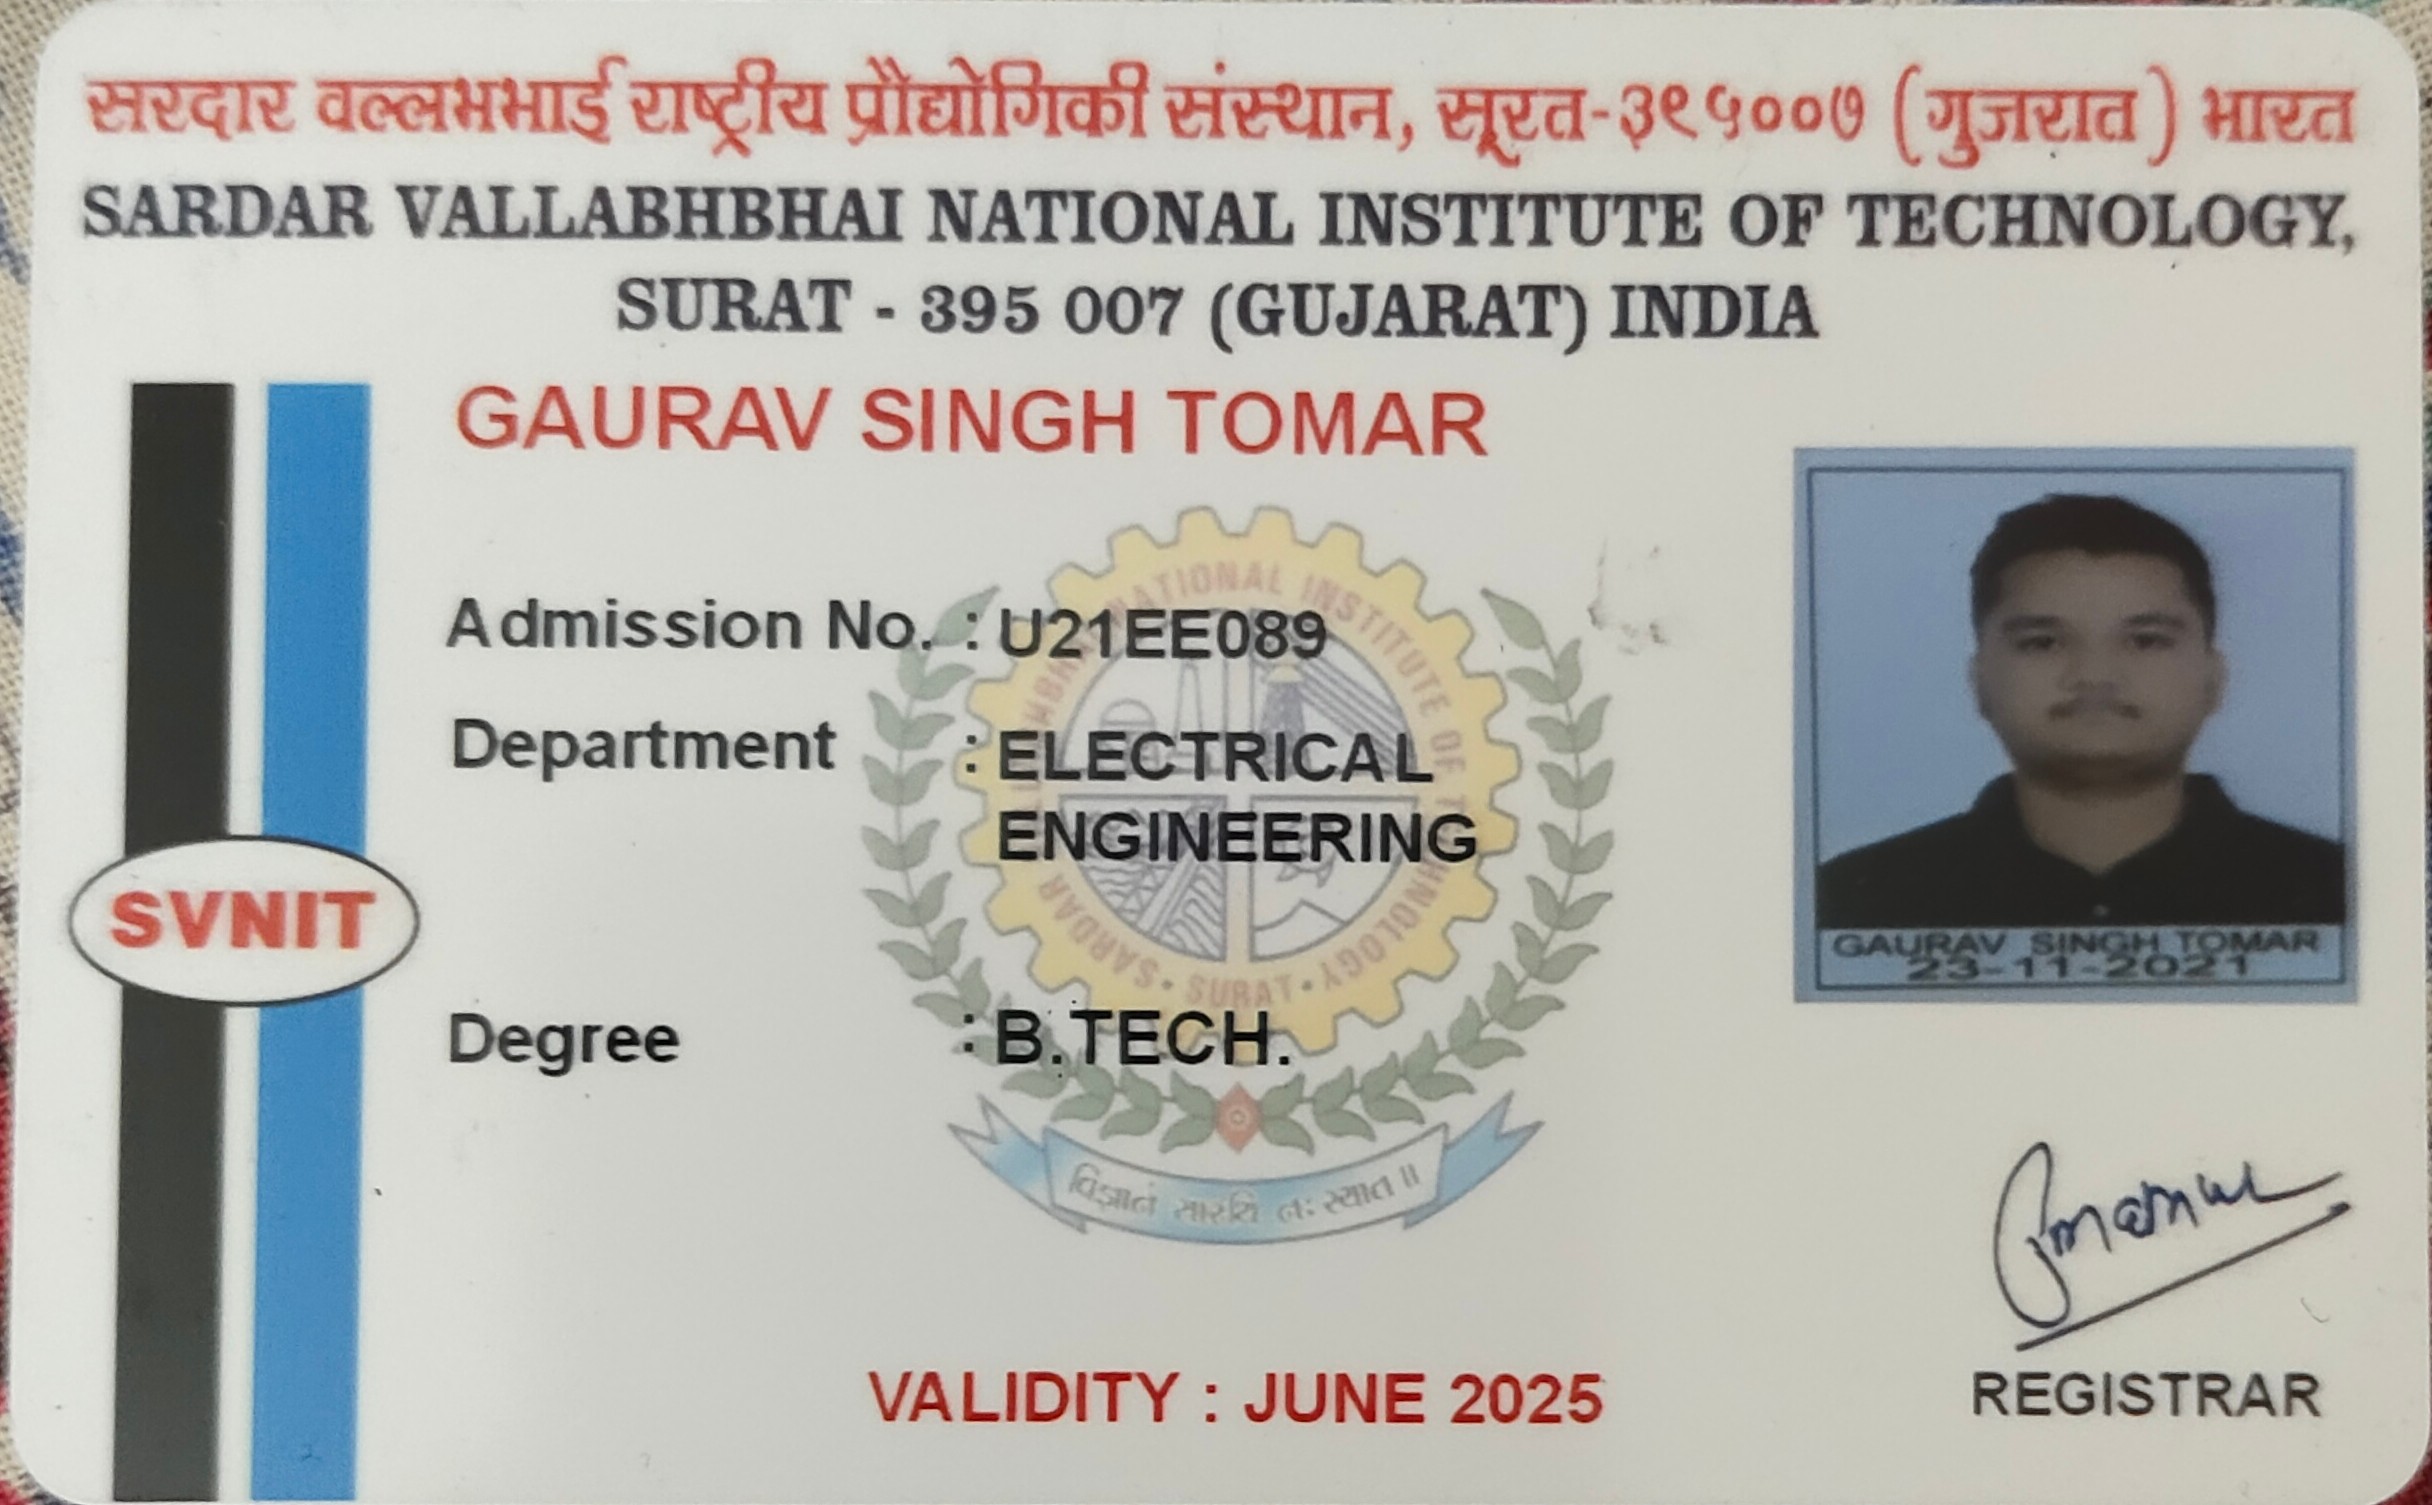 सरदार वल्लभभाई राष्ट्रीय प्रौद्योगिकी संस्थान, सूरत-३९५००७ (गुजरात) भारत
SARDAR VALLABHBHAI NATIONAL INSTITUTE OF TECHNOLOGY,
SURAT - 395 007 (GUJARAT) INDIA
GAURAV SINGH TOMAR
Admission No. : U21EE089
Department : ELECTRICAL
ENGINEERING
SVNIT
Degree : B.TECH.
SARDAR VALLABHBHAI NATIONAL INSTITUTE OF TECHNOLOGY
• SURAT •
विज्ञानं सारथि नः स्यात ॥
GAURAV SINGH TOMAR
23-11-2021
VALIDITY : JUNE 2025
REGISTRAR